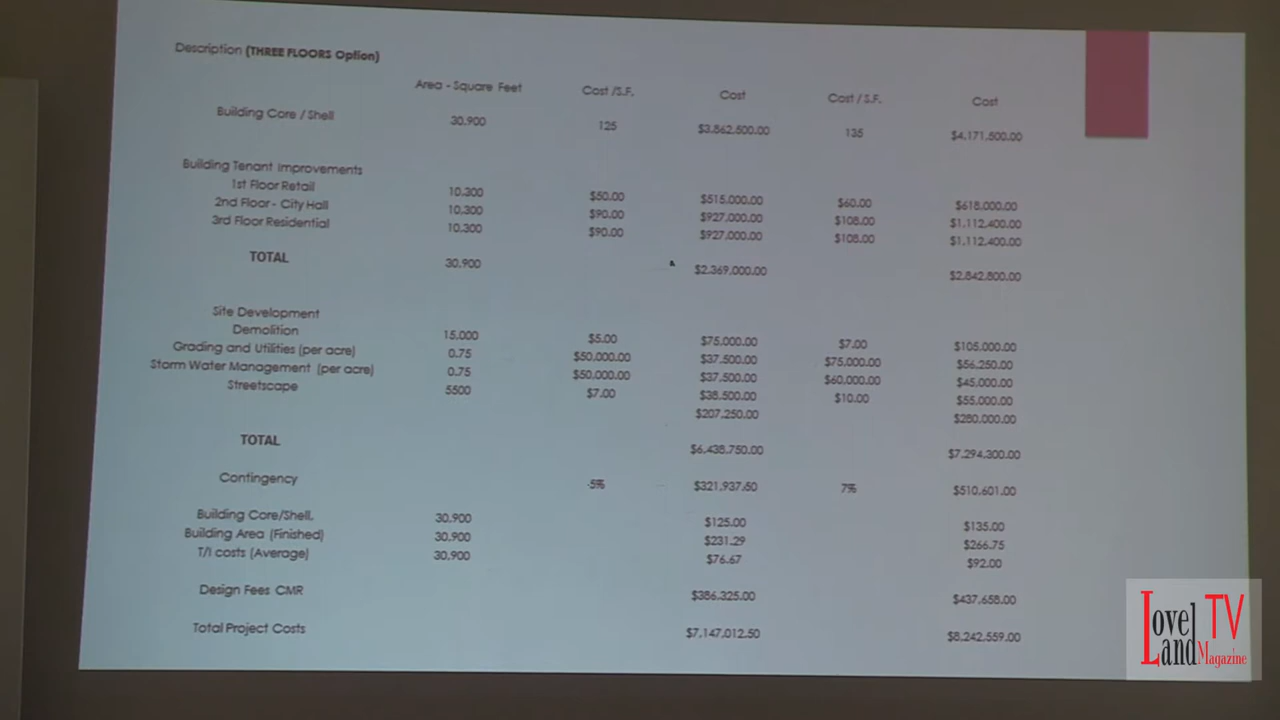 Description (THREE FLOORS Option)
Area - Square Feet Cost /S.F. Cost Cost / S.F. Cost
Building Core / Shell 30,900 125 $3,862,500.00 135 $4,171,500.00
Building Tenant Improvements
1st Floor Retail 10,300 $50.00 $515,000.00 $60.00 $618,000.00
2nd Floor - City Hall 10,300 $90.00 $927,000.00 $108.00 $1,112,400.00
3rd Floor Residential 10,300 $90.00 $927,000.00 $108.00 $1,112,400.00
TOTAL 30,900 $2,369,000.00 $2,842,800.00
Site Development
Demolition 15,000 $5.00 $75,000.00 $7.00 $105,000.00
Grading and Utilities (per acre) 0.75 $50,000.00 $37,500.00 $75,000.00 $56,250.00
Storm Water Management (per acre) 0.75 $50,000.00 $37,500.00 $60,000.00 $45,000.00
Streetscape 5500 $7.00 $38,500.00 $10.00 $55,000.00
$207,250.00 $280,000.00
TOTAL $6,438,750.00 $7,294,300.00
Contingency 5% $321,937.50 7% $510,601.00
Building Core/Shell, 30,900 $125.00 $135.00
Building Area (Finished) 30,900 $231.29 $266.75
T/I costs (Average) 30,900 $76.67 $92.00
Design Fees CMR $386,325.00 $437,658.00
Total Project Costs $7,147,012.50 $8,242,559.00
Lovel TV
Land Magazine